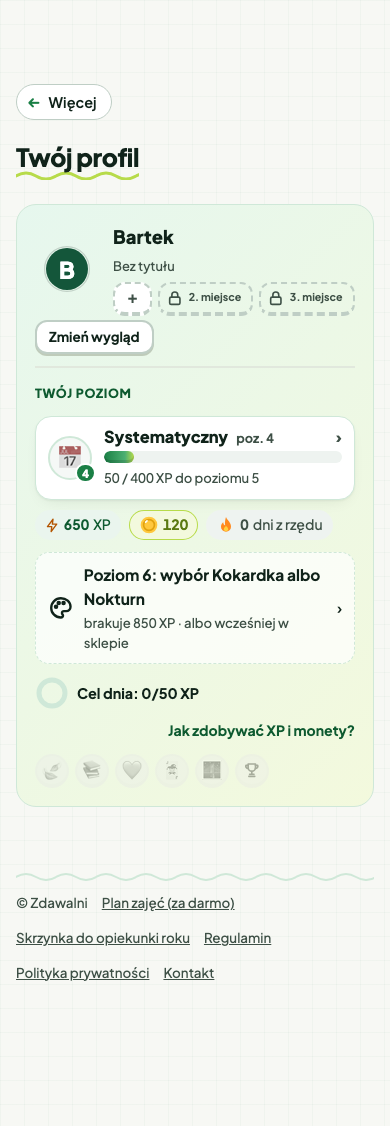 ← Więcej
Twój profil
B
Bartek
Bez tytułu
+ 2. miejsce 3. miejsce
Zmień wygląd
TWÓJ POZIOM
17
4
Systematyczny poz. 4 ›
50 / 400 XP do poziomu 5
650 XP 120 0 dni z rzędu
Poziom 6: wybór Kokardka albo
Nokturn
brakuje 850 XP · albo wcześniej w
sklepie
›
Cel dnia: 0/50 XP
Jak zdobywać XP i monety?
© Zdawalni Plan zajęć (za darmo)
Skrzynka do opiekunki roku Regulamin
Polityka prywatności Kontakt